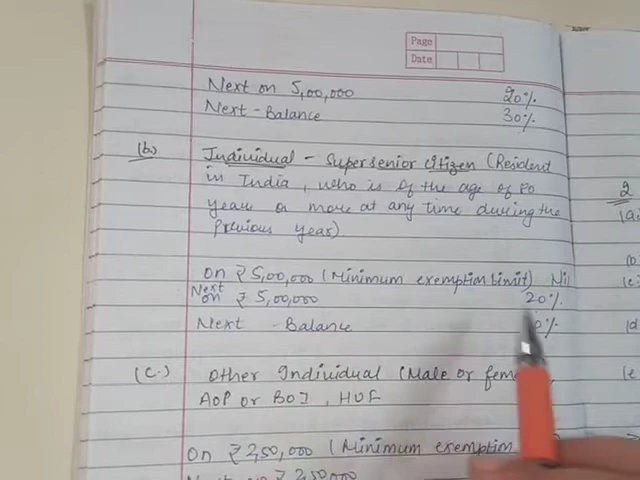 Page
Date
Next on 5,00,000 20%
Next - Balance 30%
(b.) Individual - Supersenior citizen (Resident
in India, who is of the age of 80
years or more at any time during the
Previous year)
On ₹ 5,00,000 (Minimum exemption limit) Nil
Next on ₹ 5,00,000 20%.
Next - Balance
(c.) Other Individual (Male or
AOP or BOI, HUF
On ₹ 2,50,000 (Minimum exemption
2
(a
(b
(c
(d
(e